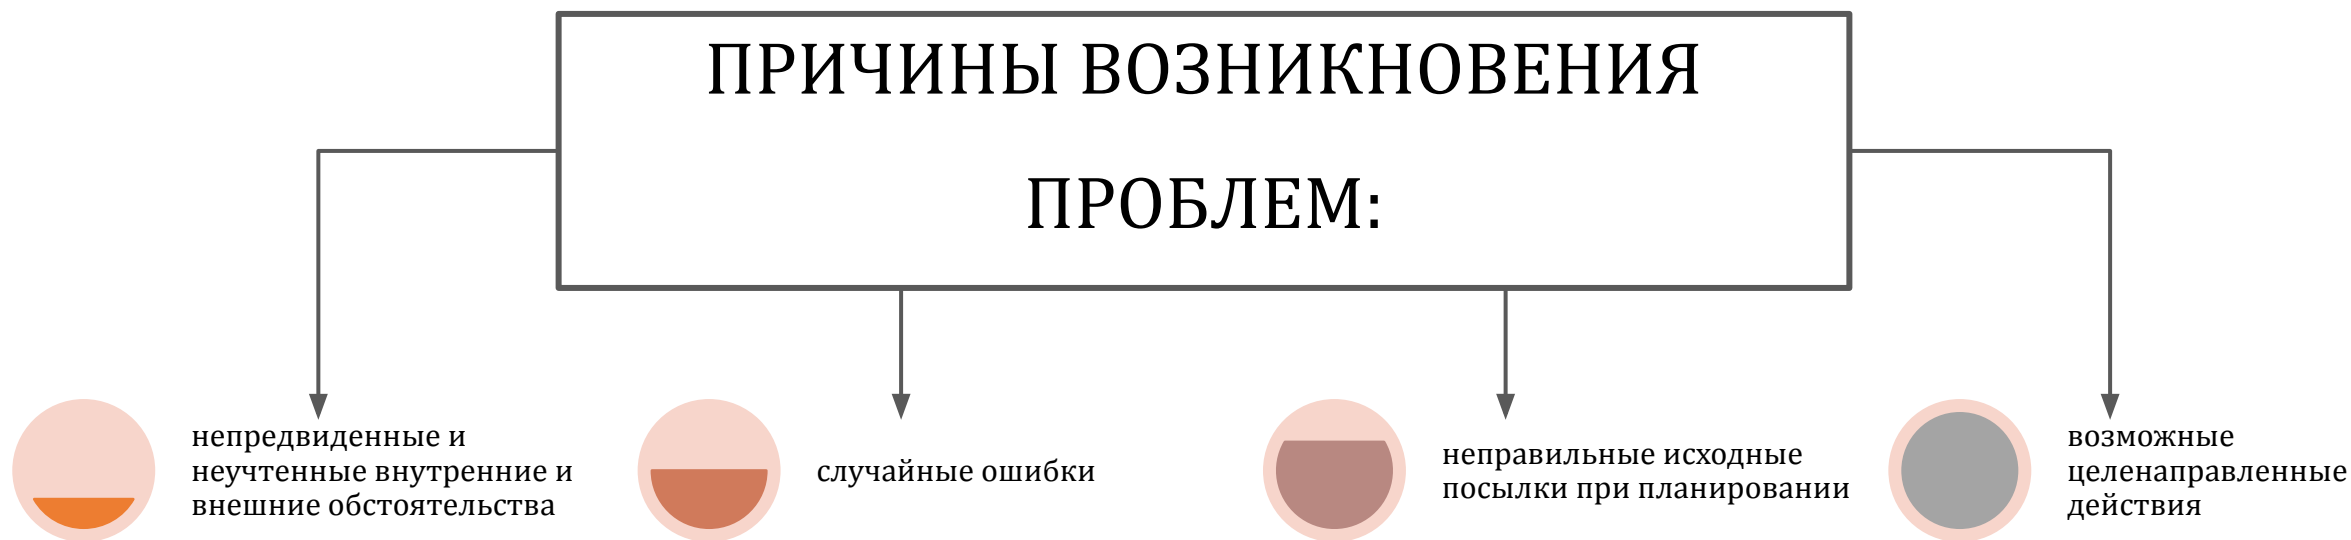 ПРИЧИНЫ ВОЗНИКНОВЕНИЯ
ПРОБЛЕМ:
непредвиденные и
неучтенные внутренние и
внешние обстоятельства
случайные ошибки
неправильные исходные
посылки при планировании
возможные
целенаправленные
действия